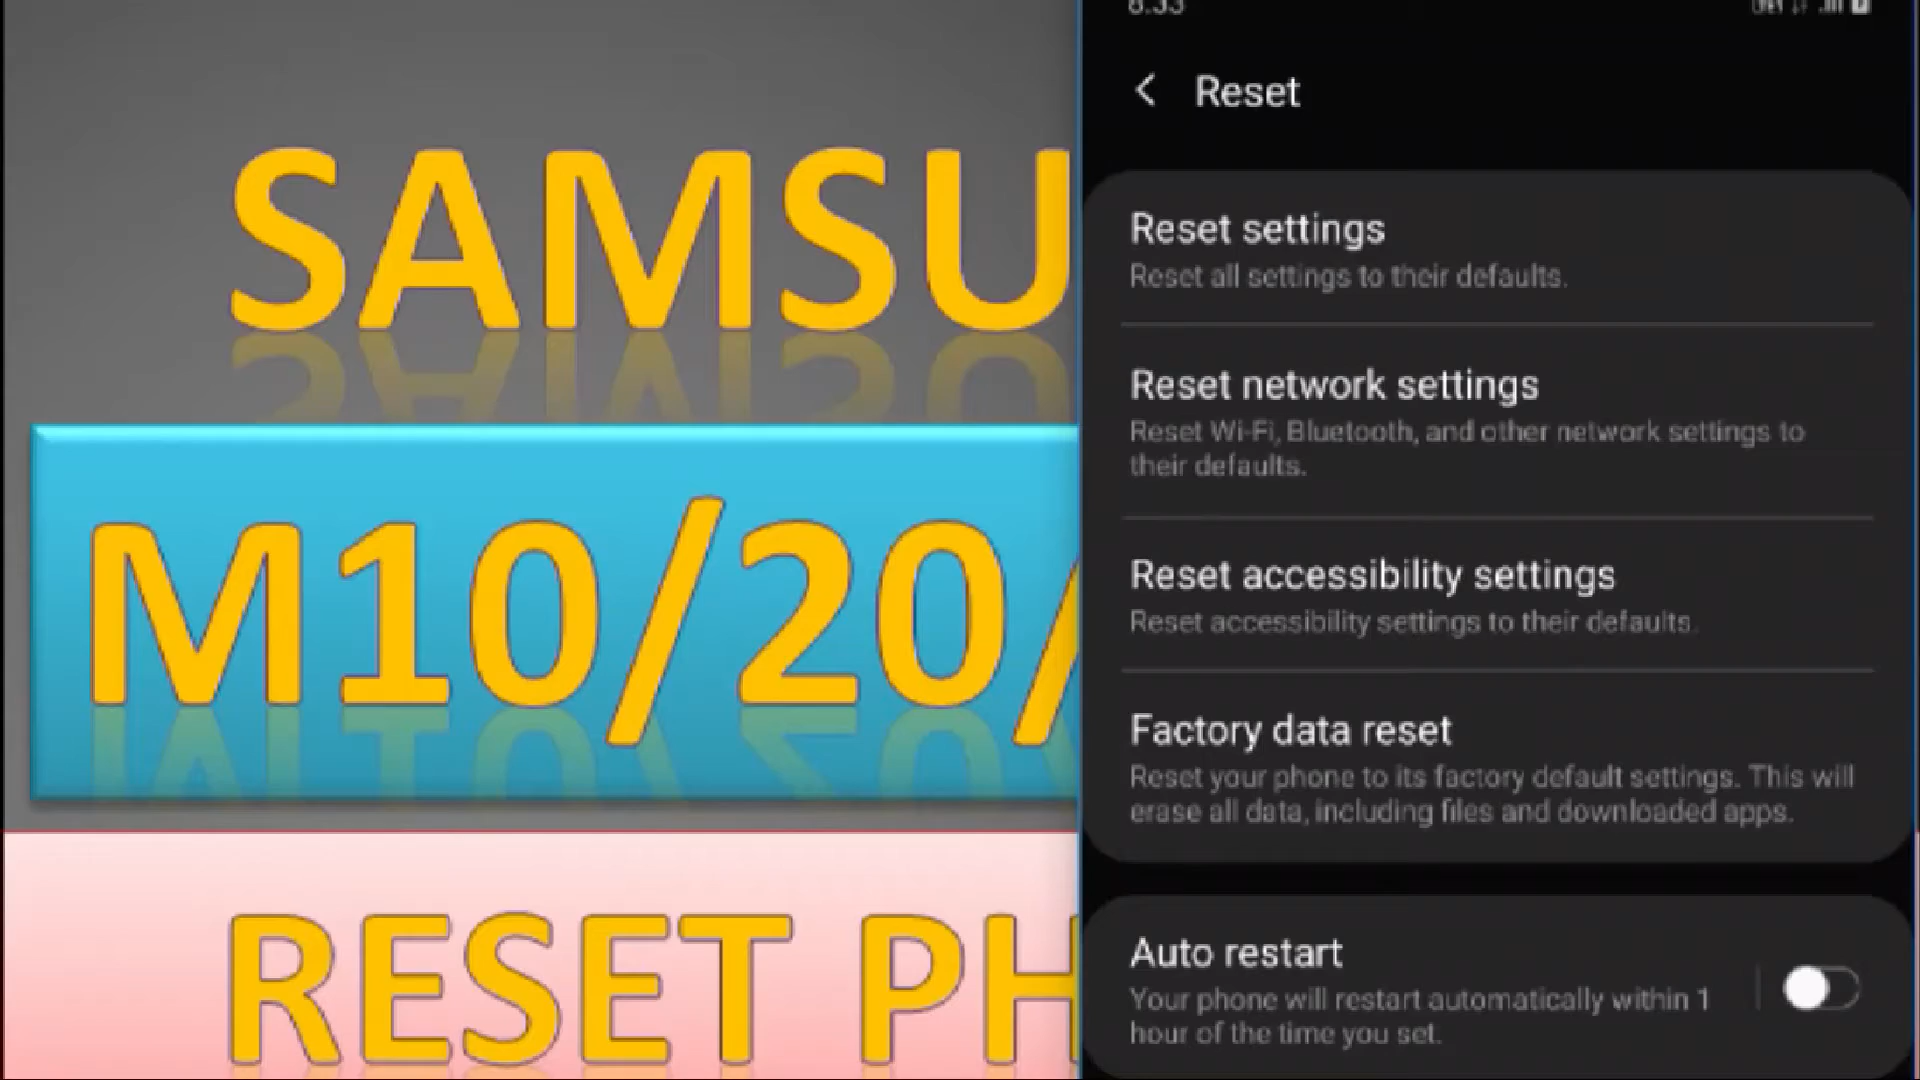 SAMSU
M10/20/
RESET PH
8:33
Reset
Reset settings
Reset all settings to their defaults.
Reset network settings
Reset Wi-Fi, Bluetooth, and other network settings to
their defaults.
Reset accessibility settings
Reset accessibility settings to their defaults.
Factory data reset
Reset your phone to its factory default settings. This will
erase all data, including files and downloaded apps.
Auto restart
Your phone will restart automatically within 1
hour of the time you set.